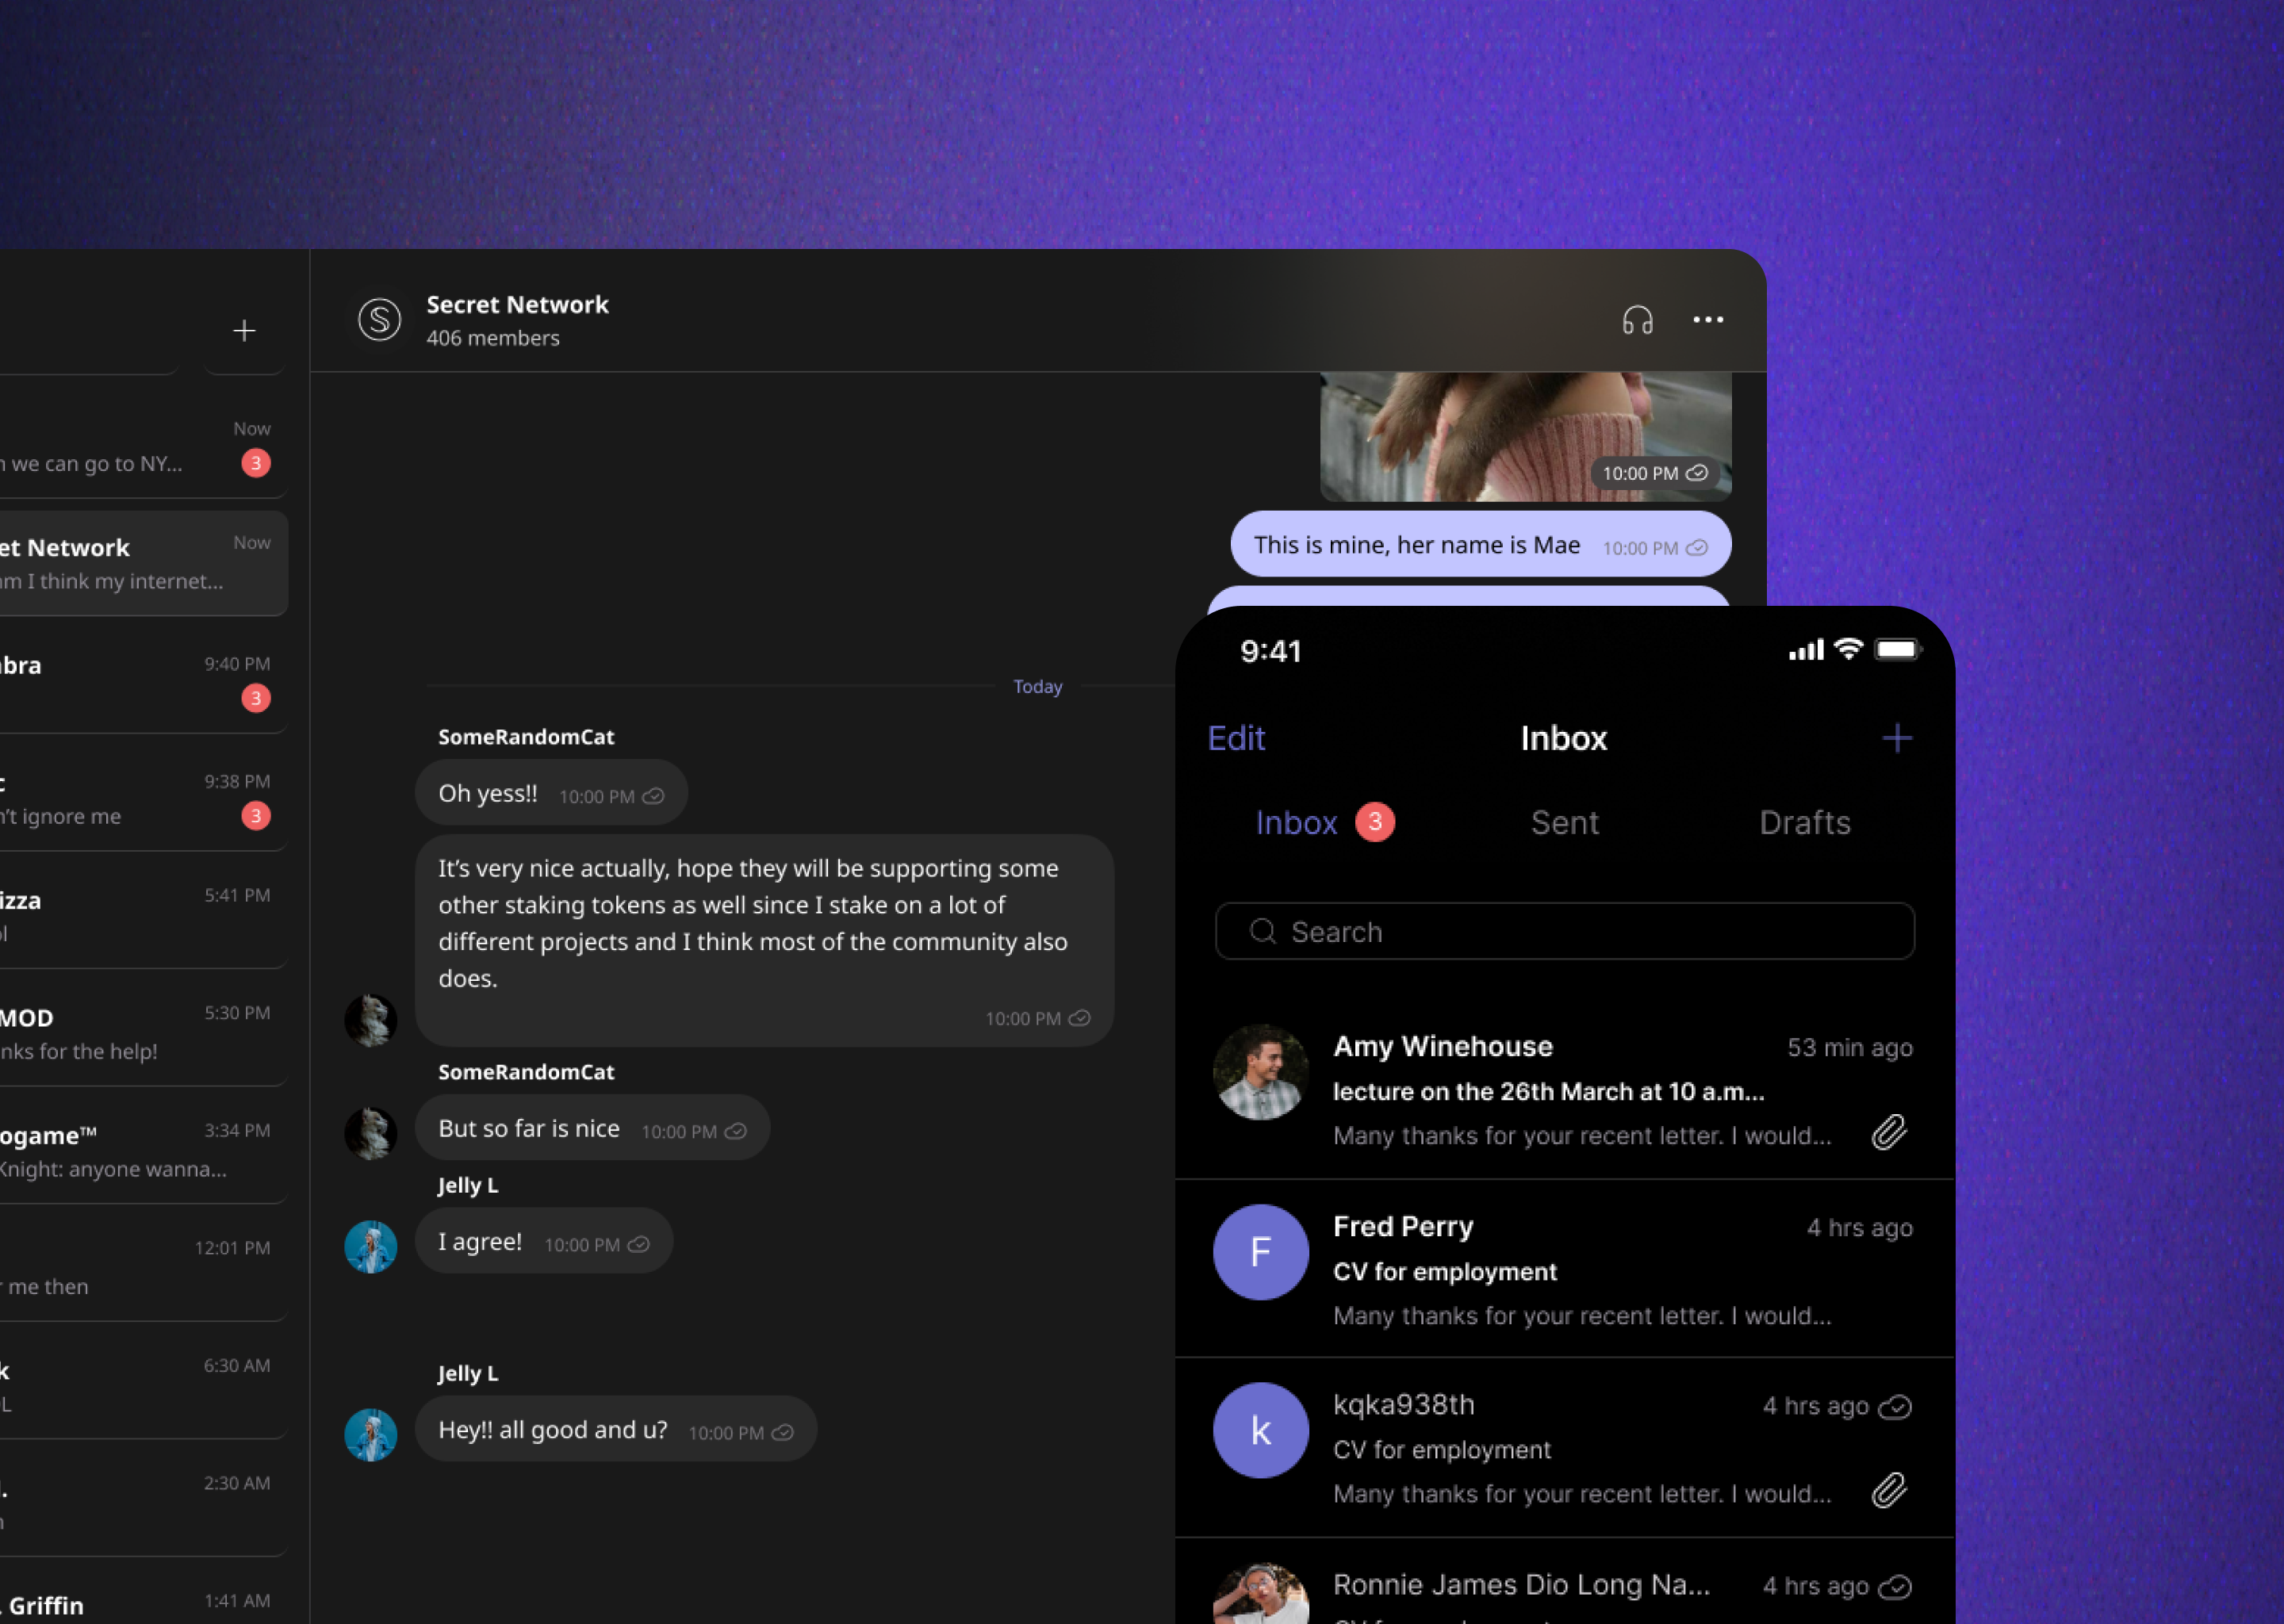 Secret Network
406 members
Now
we can go to NY...
3
Network
Now
I think my internet...
9:40 PM
3
9:38 PM
ignore me
3
5:41 PM
MOD
5:30 PM
for the help!
3:34 PM
Knight: anyone wanna...
12:01 PM
me then
6:30 AM
2:30 AM
Griffin
1:41 AM
10:00 PM
This is mine, her name is Mae 10:00 PM
Today
SomeRandomCat
Oh yess!! 10:00 PM
It’s very nice actually, hope they will be supporting some
other staking tokens as well since I stake on a lot of
different projects and I think most of the community also
does.
10:00 PM
SomeRandomCat
But so far is nice 10:00 PM
Jelly L
I agree! 10:00 PM
Jelly L
Hey!! all good and u? 10:00 PM
9:41
Edit Inbox
Inbox 3 Sent Drafts
Search
Amy Winehouse 53 min ago
lecture on the 26th March at 10 a.m...
Many thanks for your recent letter. I would...
F
Fred Perry 4 hrs ago
CV for employment
Many thanks for your recent letter. I would...
k
kqka938th 4 hrs ago
CV for employment
Many thanks for your recent letter. I would...
Ronnie James Dio Long Na... 4 hrs ago